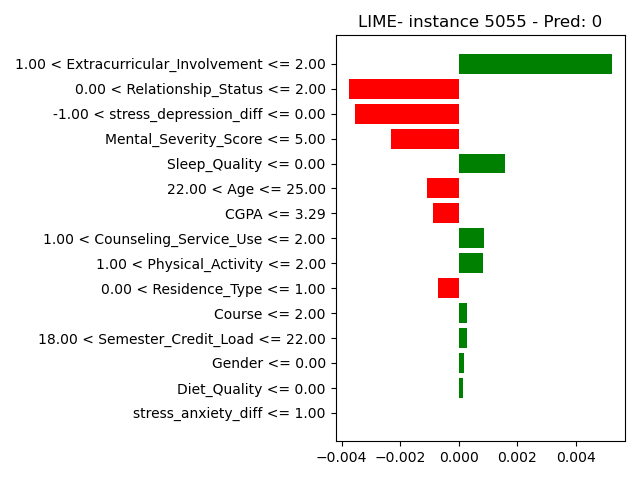 LIME- instance 5055 - Pred: 0
1.00 < Extracurricular_Involvement <= 2.00
0.00 < Relationship_Status <= 2.00
-1.00 < stress_depression_diff <= 0.00
Mental_Severity_Score <= 5.00
Sleep_Quality <= 0.00
22.00 < Age <= 25.00
CGPA <= 3.29
1.00 < Counseling_Service_Use <= 2.00
1.00 < Physical_Activity <= 2.00
0.00 < Residence_Type <= 1.00
Course <= 2.00
18.00 < Semester_Credit_Load <= 22.00
Gender <= 0.00
Diet_Quality <= 0.00
stress_anxiety_diff <= 1.00
−0.004 −0.002 0.000 0.002 0.004